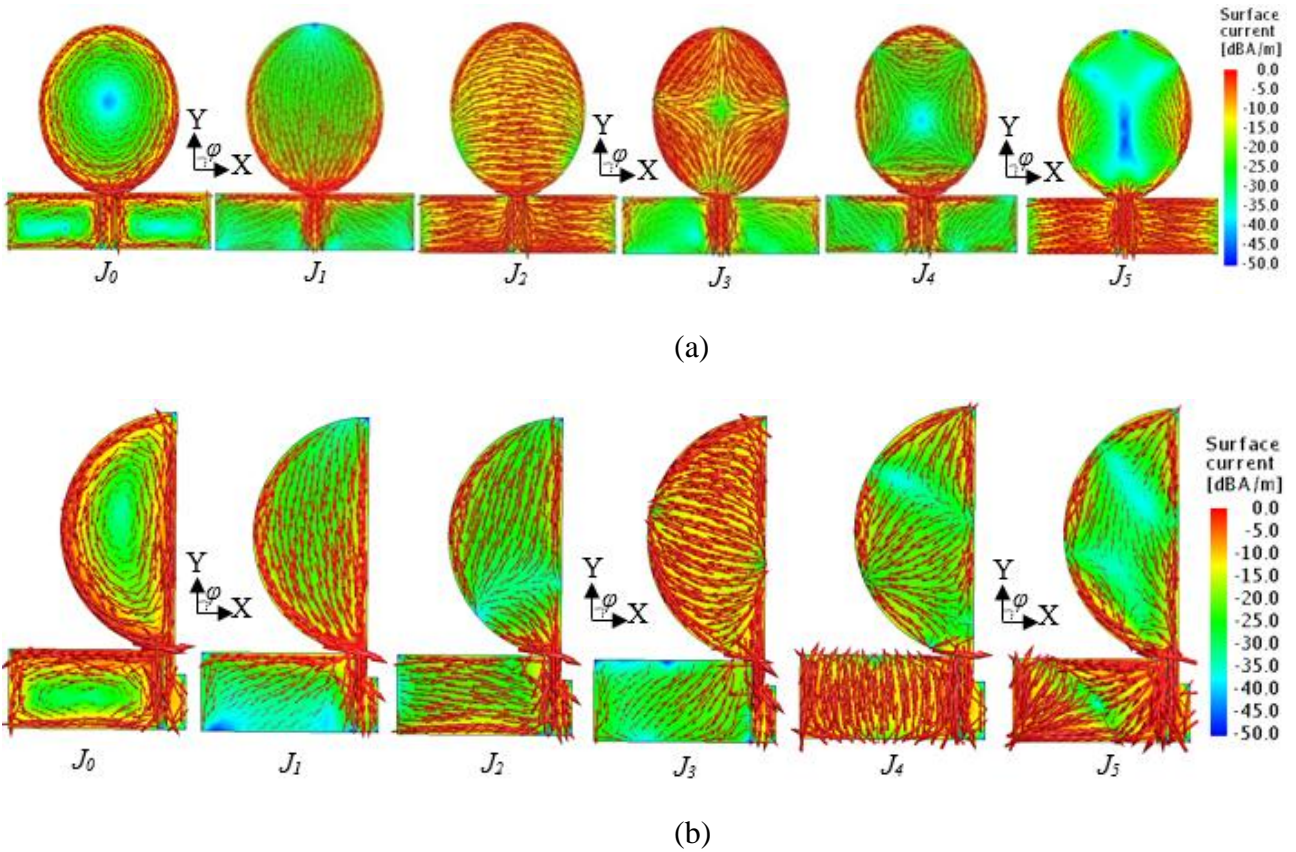 Surface
current
[dBA/m]
0.0
-5.0
-10.0
-15.0
-20.0
-25.0
-30.0
-35.0
-40.0
-45.0
-50.0
Y φ X
Y φ X
Y φ X
J0 J1 J2 J3 J4 J5
(a)
Surface
current
[dBA/m]
0.0
-5.0
-10.0
-15.0
-20.0
-25.0
-30.0
-35.0
-40.0
-45.0
-50.0
Y φ X
Y φ X
Y φ X
J0 J1 J2 J3 J4 J5
(b)